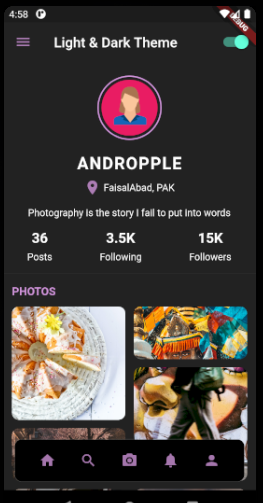 4:58
DEBUG
Light & Dark Theme
ANDROPPLE
FaisalAbad, PAK
Photography is the story I fail to put into words
36
3.5K
15K
Posts
Following
Followers
PHOTOS